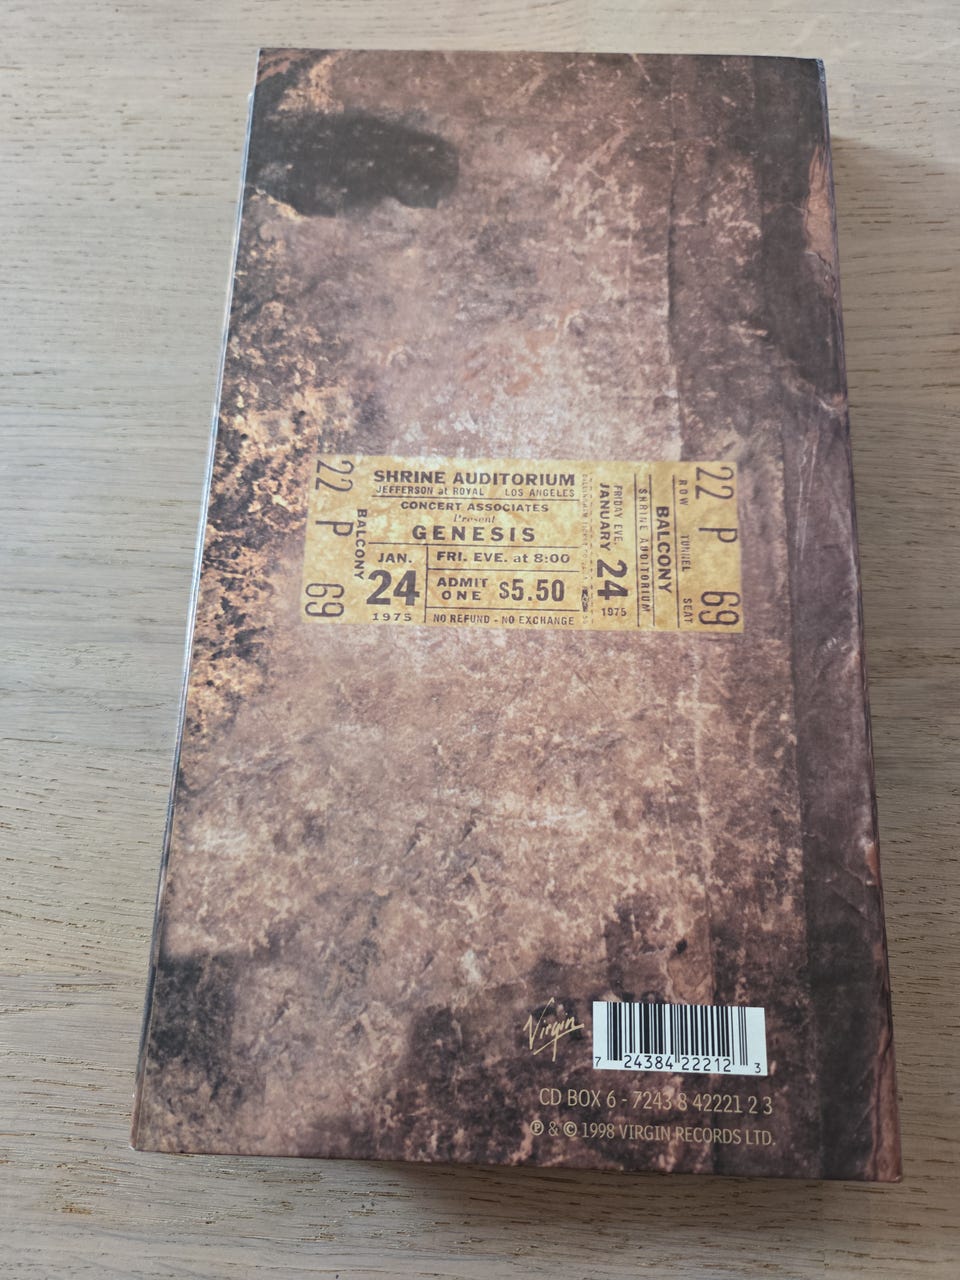 22 P 69
BALCONY
SHRINE AUDITORIUM
JEFFERSON at ROYAL LOS ANGELES
CONCERT ASSOCIATES
Present
GENESIS
JAN.
24
1975
FRI. EVE. at 8:00
ADMIT
ONE
$5.50
NO REFUND - NO EXCHANGE
FRIDAY EVE.
JANUARY 24
1975
SHRINE AUDITORIUM
BALCONY
ROW TUNNEL SEAT
22 P 69
Virgin
7 24384 22212 3
CD BOX 6 - 7243 8 42221 2 3
℗ & © 1998 VIRGIN RECORDS LTD.